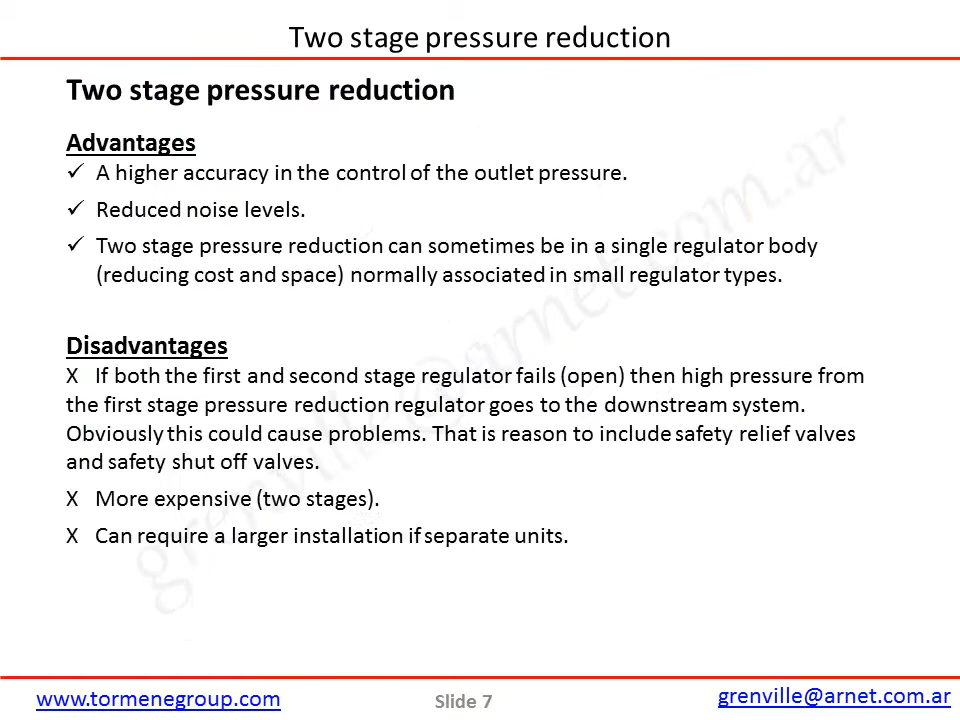 Two stage pressure reduction
Two stage pressure reduction
Advantages
✓ A higher accuracy in the control of the outlet pressure.
✓ Reduced noise levels.
✓ Two stage pressure reduction can sometimes be in a single regulator body
(reducing cost and space) normally associated in small regulator types.
Disadvantages
X If both the first and second stage regulator fails (open) then high pressure from
the first stage pressure reduction regulator goes to the downstream system.
Obviously this could cause problems. That is reason to include safety relief valves
and safety shut off valves.
X More expensive (two stages).
X Can require a larger installation if separate units.
grenville@arnet.com.ar
www.tormenegroup.com
Slide 7
grenville@arnet.com.ar